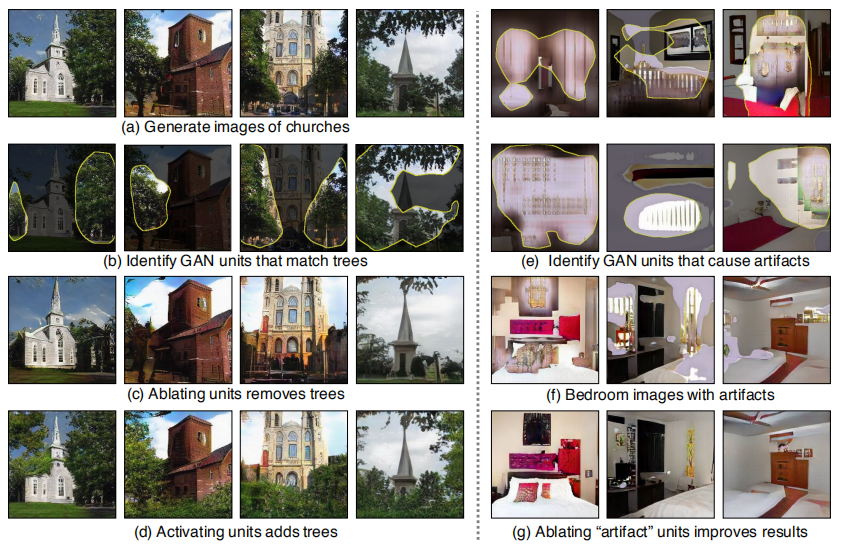 (a) Generate images of churches
(b) Identify GAN units that match trees
(c) Ablating units removes trees
(d) Activating units adds trees
(e) Identify GAN units that cause artifacts
(f) Bedroom images with artifacts
(g) Ablating “artifact” units improves results